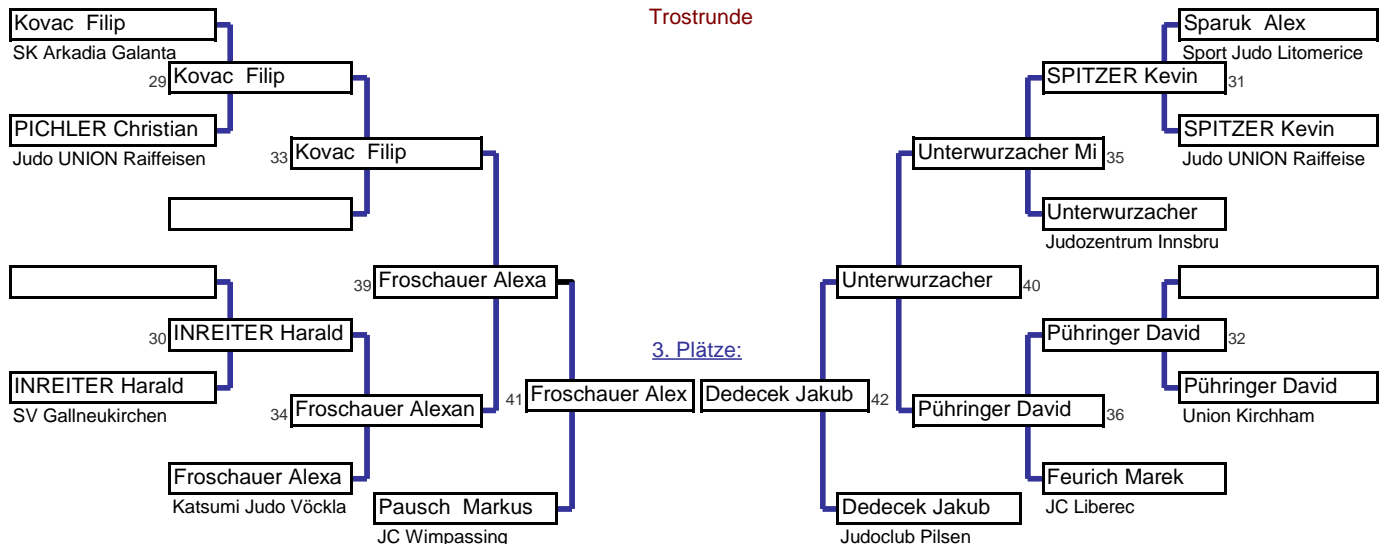 Trostrunde
Kovac Filip
SK Arkadia Galanta
29
Kovac Filip
PICHLER Christian
Judo UNION Raiffeisen
33
Kovac Filip
39
Froschauer Alexa
30
INREITER Harald
INREITER Harald
SV Gallneukirchen
34
Froschauer Alexan
Froschauer Alexa
Katsumi Judo Vöckla
3. Plätze:
41
Froschauer Alex
Pausch Markus
JC Wimpassing
Sparuk Alex
Sport Judo Litomerice
SPITZER Kevin
31
SPITZER Kevin
Judo UNION Raiffeise
Unterwurzacher Mi
35
Unterwurzacher
Judozentrum Innsbru
Unterwurzacher
40
Pühringer David
32
Pühringer David
Union Kirchham
Dedecek Jakub
42
Pühringer David
36
Feurich Marek
JC Liberec
Dedecek Jakub
Judoclub Pilsen